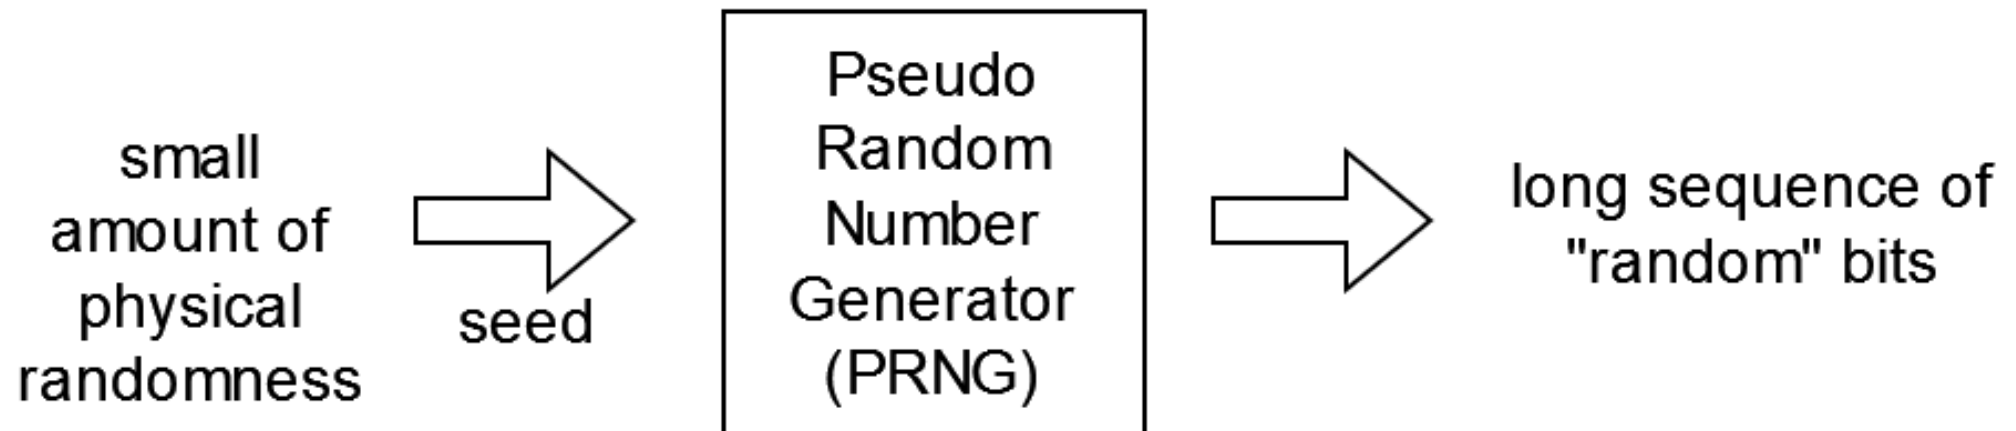 small
amount of
physical
randomness
seed
Pseudo
Random
Number
Generator
(PRNG)
long sequence of
"random" bits